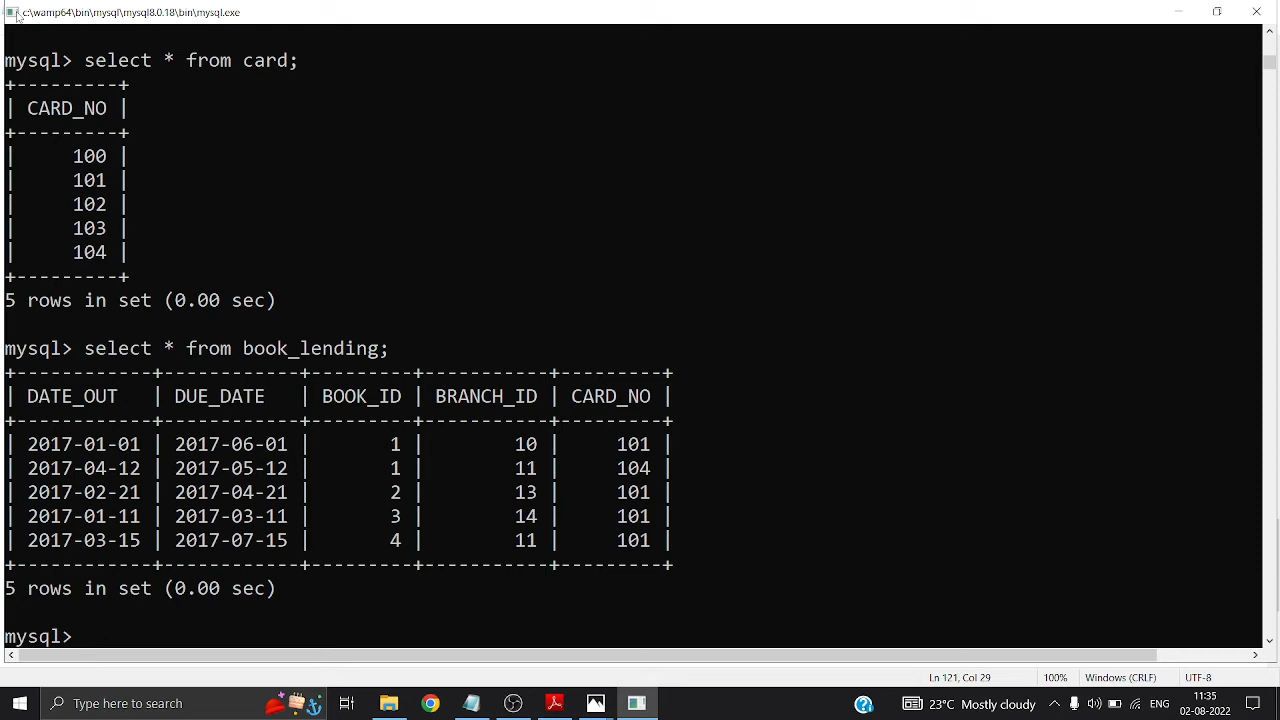 c:\wamp64\bin\mysql\mysql8.0.18\bin\mysql.exe
mysql> select * from card;
+---------+
| CARD_NO |
+---------+
|     100 |
|     101 |
|     102 |
|     103 |
|     104 |
+---------+
5 rows in set (0.00 sec)
mysql> select * from book_lending;
+------------+------------+---------+-----------+---------+
| DATE_OUT   | DUE_DATE   | BOOK_ID | BRANCH_ID | CARD_NO |
+------------+------------+---------+-----------+---------+
| 2017-01-01 | 2017-06-01 |       1 |        10 |     101 |
| 2017-04-12 | 2017-05-12 |       1 |        11 |     104 |
| 2017-02-21 | 2017-04-21 |       2 |        13 |     101 |
| 2017-01-11 | 2017-03-11 |       3 |        14 |     101 |
| 2017-03-15 | 2017-07-15 |       4 |        11 |     101 |
+------------+------------+---------+-----------+---------+
5 rows in set (0.00 sec)
mysql>
Ln 121, Col 29 100% Windows (CRLF) UTF-8
Type here to search 23°C Mostly cloudy ENG 11:35
02-08-2022